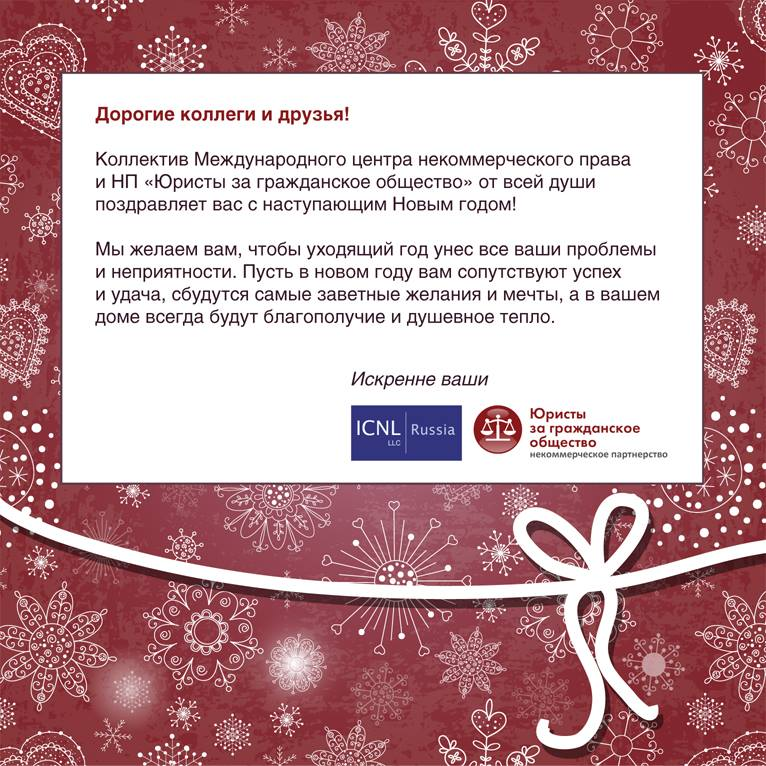 Дорогие коллеги и друзья!
Коллектив Международного центра некоммерческого права
и НП «Юристы за гражданское общество» от всей души
поздравляет вас с наступающим Новым годом!
Мы желаем вам, чтобы уходящий год унес все ваши проблемы
и неприятности. Пусть в новом году вам сопутствуют успех
и удача, сбудутся самые заветные желания и мечты, а в вашем
доме всегда будут благополучие и душевное тепло.
Искренне ваши
ICNL LLC Russia
Юристы
за гражданское
общество
некоммерческое партнерство